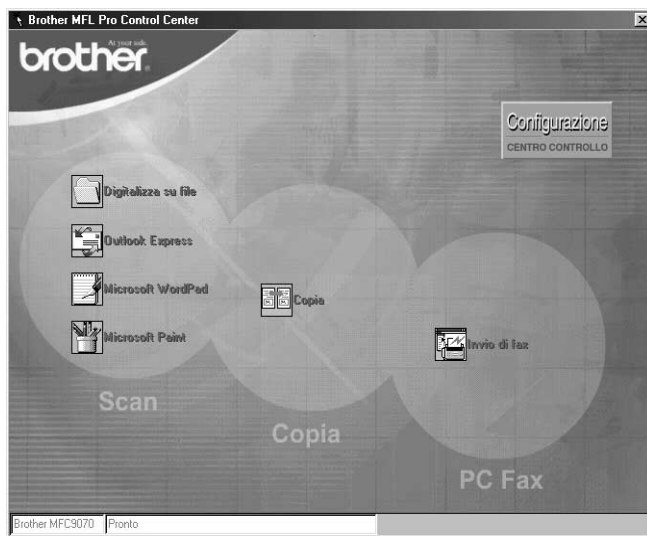 Brother MFL Pro Control Center
At your side.
brother
Configurazione
CENTRO CONTROLLO
Digitalizza su file
Outlook Express
Microsoft WordPad
Microsoft Paint
Scan
Copia
Copia
Invio di fax
PC Fax
Brother MFC9070
Pronto